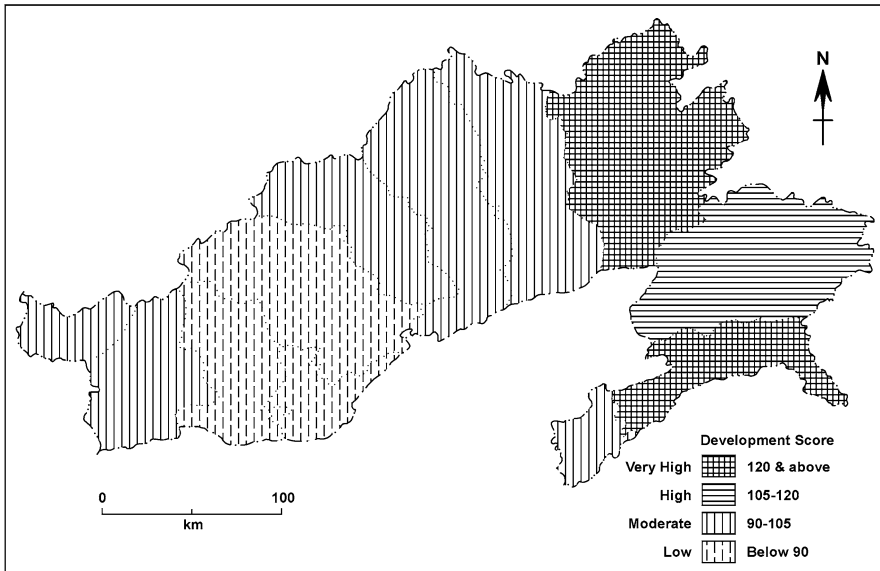 N
Development Score
Very High 120 & above
High 105-120
Moderate 90-105
Low Below 90
0 100
km